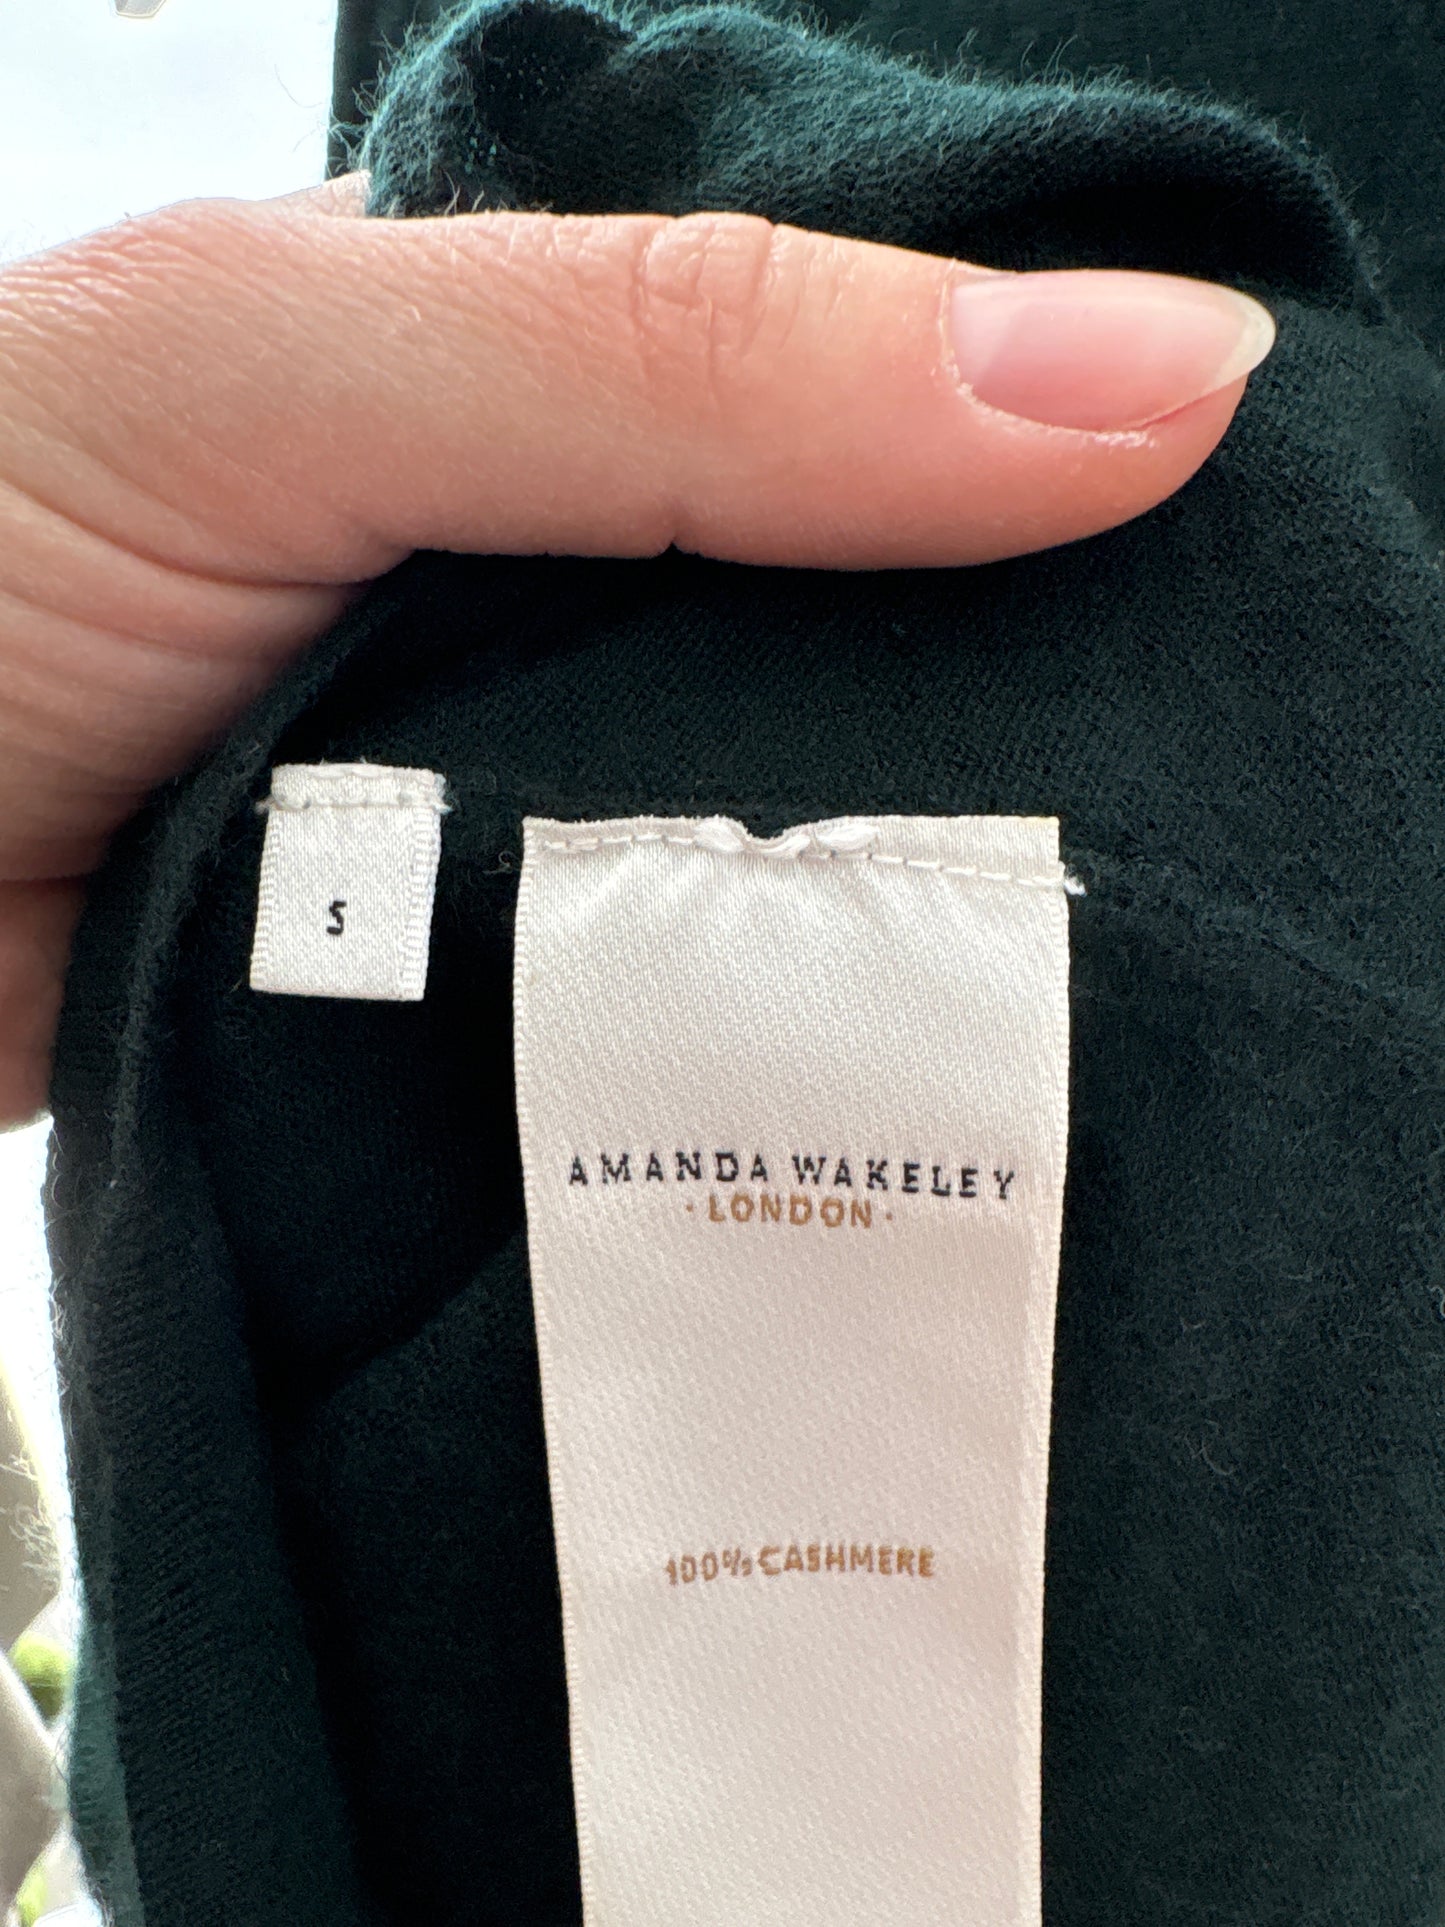 S
AMANDA WAKELEY
· LONDON ·
100% CASHMERE